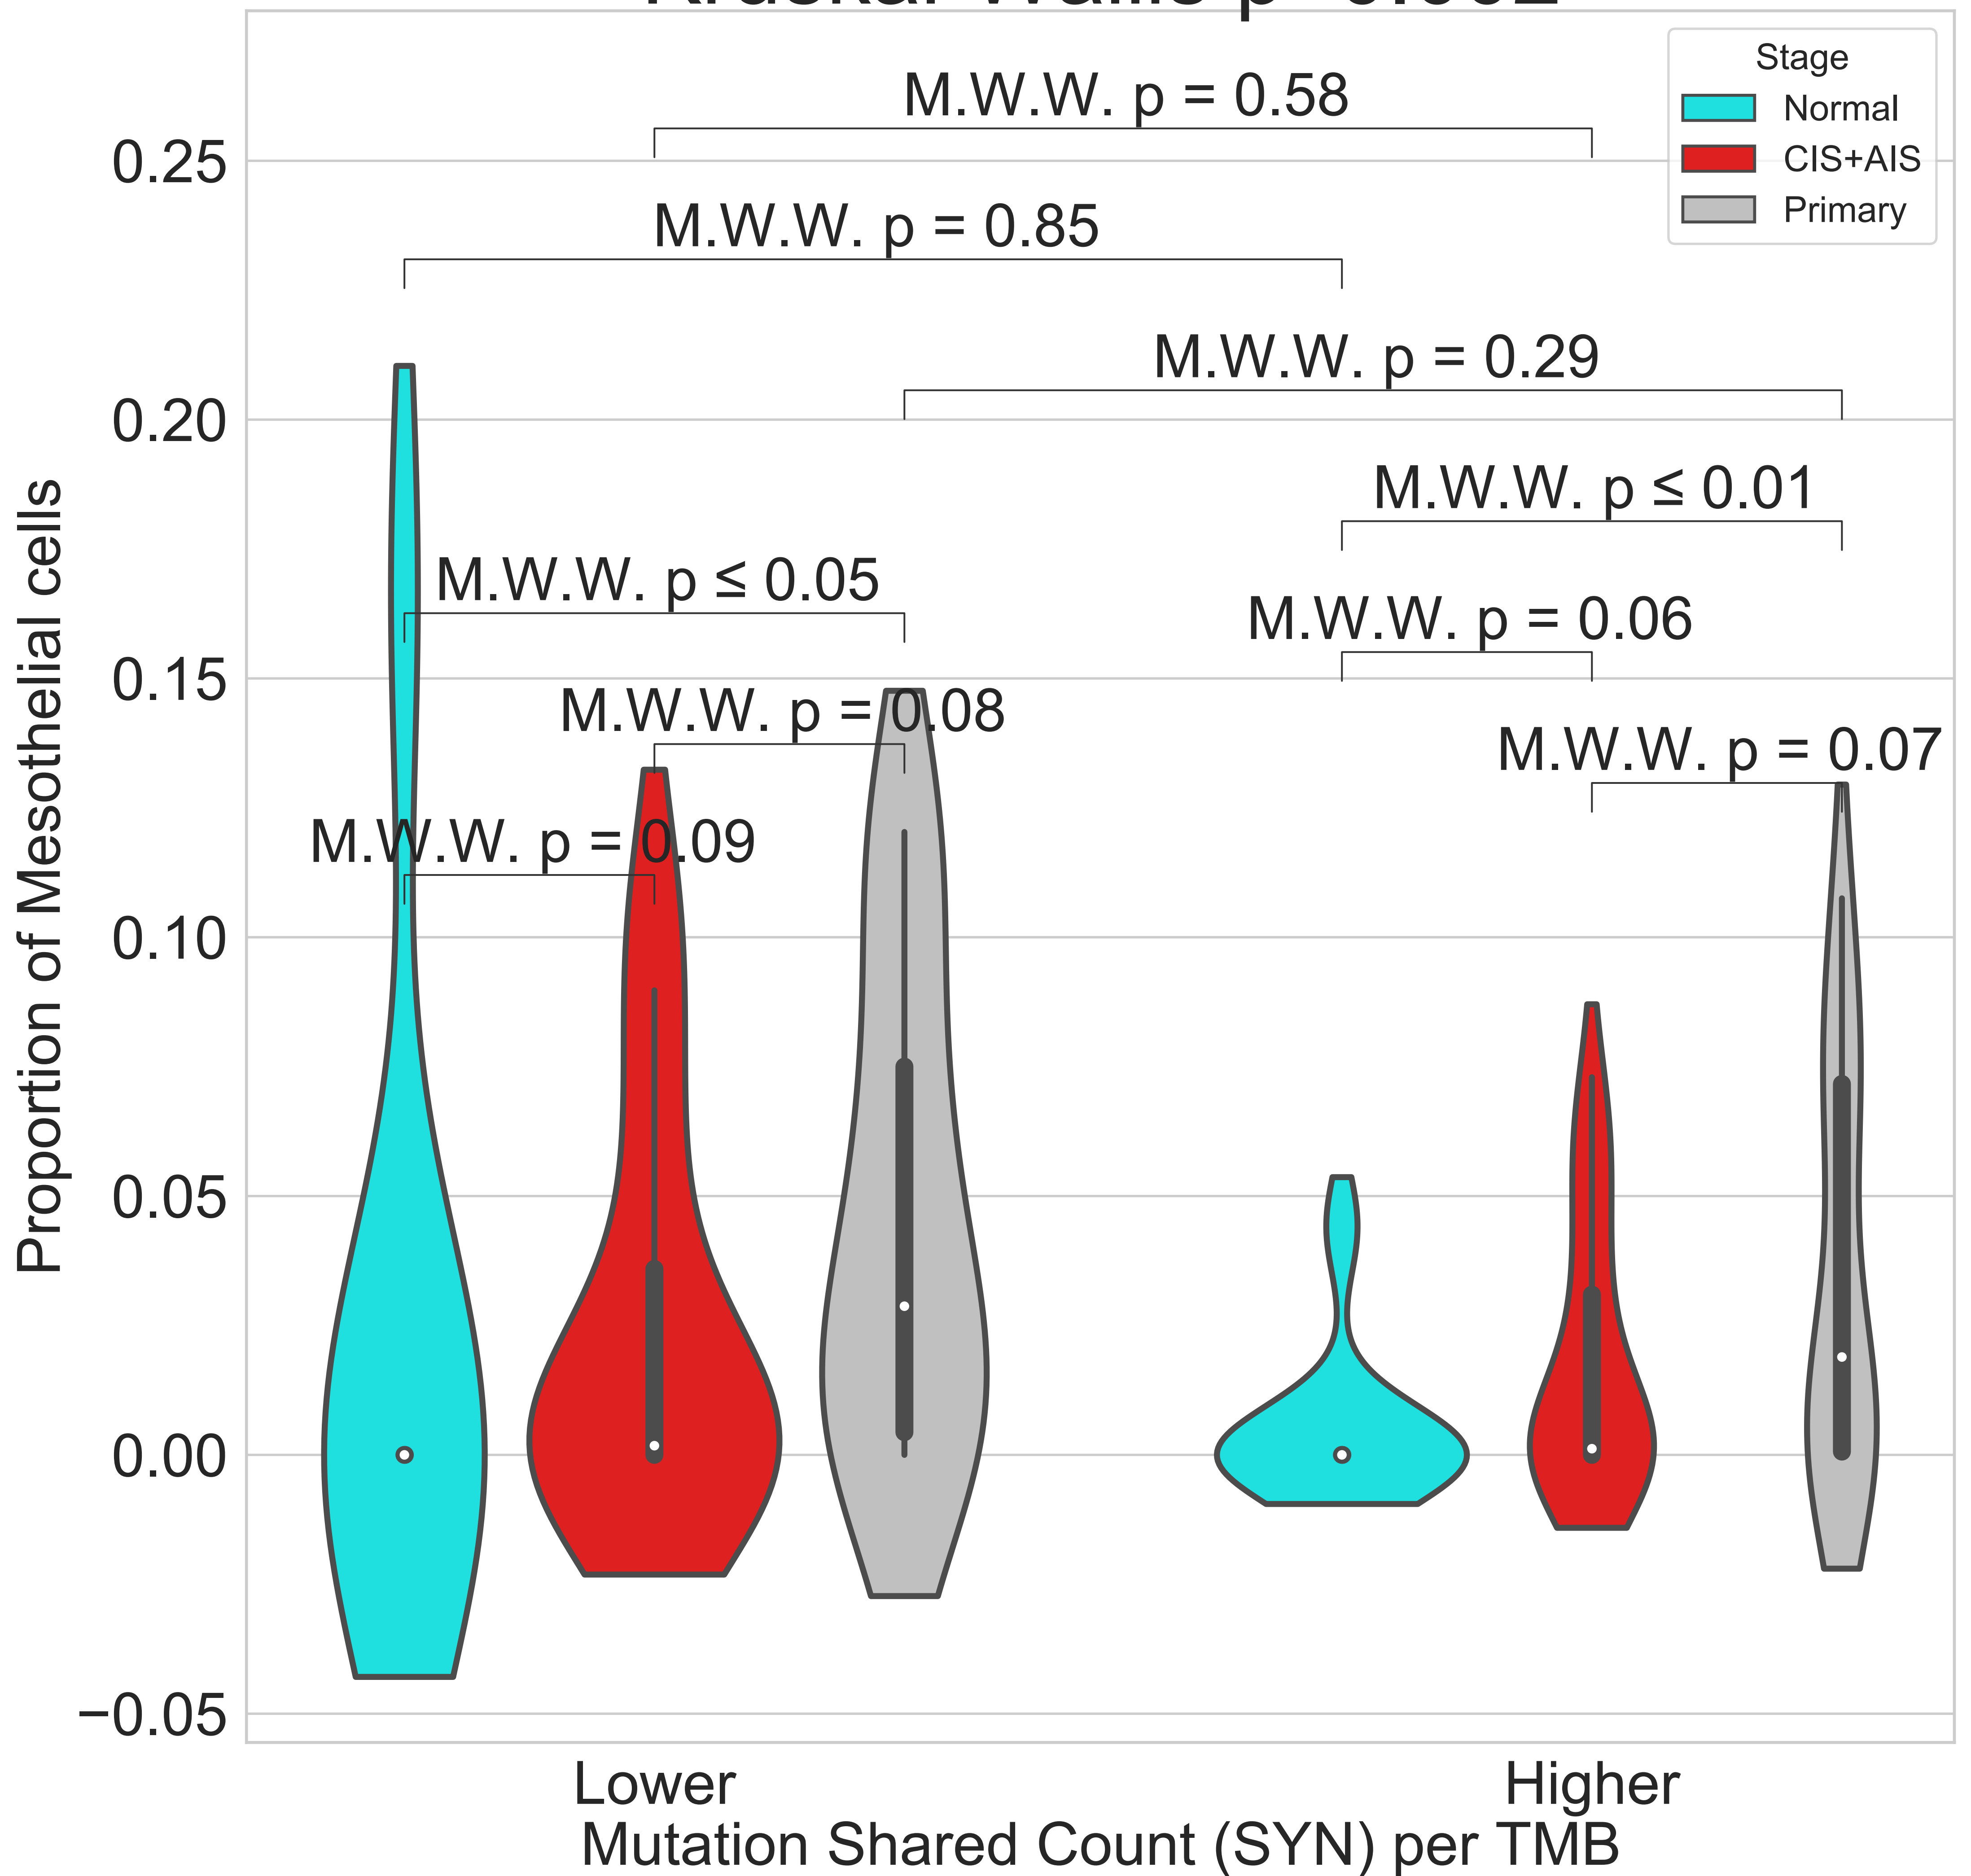 Stage
Normal
CIS+AIS
Primary
M.W.W. p = 0.58
M.W.W. p = 0.85
M.W.W. p = 0.29
M.W.W. p ≤ 0.01
M.W.W. p ≤ 0.05
M.W.W. p = 0.06
M.W.W. p = 0.08
M.W.W. p = 0.07
M.W.W. p = 0.09
0.25
0.20
0.15
0.10
0.05
0.00
−0.05
Proportion of Mesothelial cells
Lower
Higher
Mutation Shared Count (SYN) per TMB